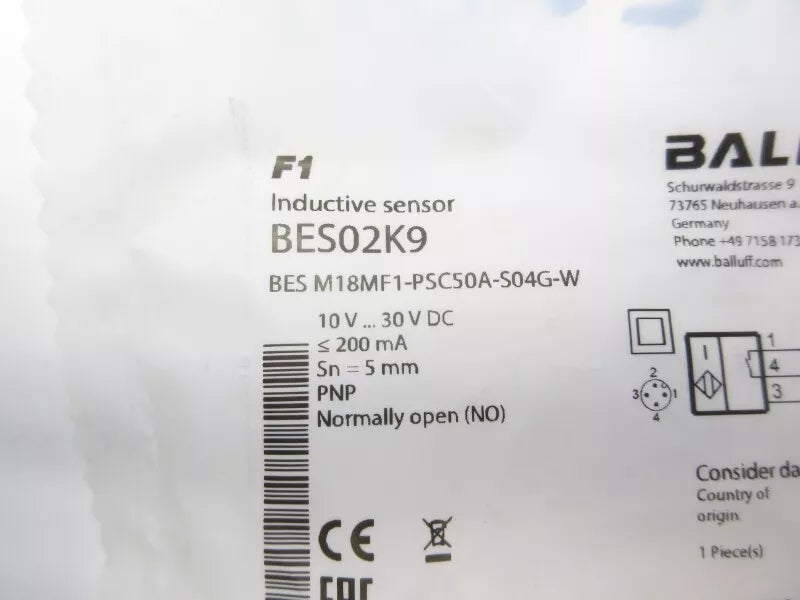 F1
Inductive sensor
BES02K9
BES M18MF1-PSC50A-S04G-W
10 V ... 30 V DC
≤ 200 mA
Sn = 5 mm
PNP
Normally open (NO)
CE
EAC
BALL
Schurwaldstrasse 9
73765 Neuhausen a.
Germany
Phone +49 7158 173
www.balluff.com
1
4
3
2
3 1
4
Consider da
Country of
origin
1 Piece(s)